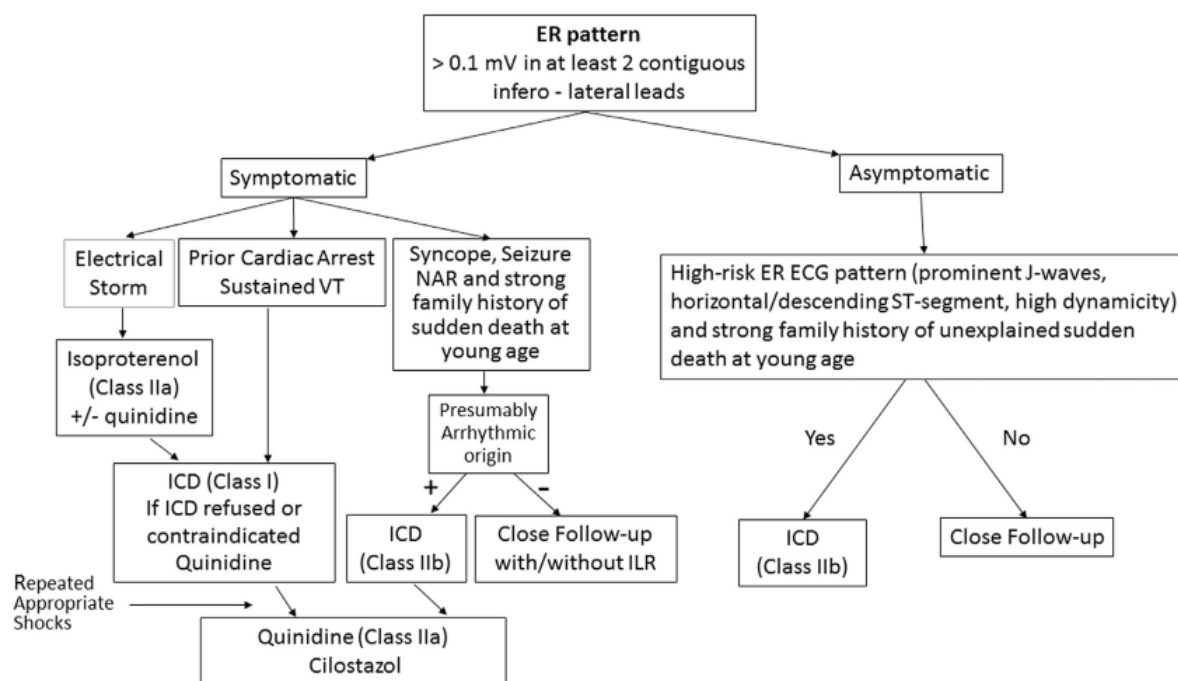 ER pattern
> 0.1 mV in at least 2 contiguous
infero - lateral leads
Symptomatic
Asymptomatic
Electrical
Storm
Prior Cardiac Arrest
Sustained VT
Syncope, Seizure
NAR and strong
family history of
sudden death at
young age
High-risk ER ECG pattern (prominent J-waves,
horizontal/descending ST-segment, high dynamicity)
and strong family history of unexplained sudden
death at young age
Isoproterenol
(Class IIa)
+/- quinidine
Presumably
Arrhythmic
origin
Yes
No
+
-
ICD (Class I)
If ICD refused or
contraindicated
Quinidine
ICD
(Class IIb)
Close Follow-up
with/without ILR
ICD
(Class IIb)
Close Follow-up
Repeated
Appropriate
Shocks
Quinidine (Class IIa)
Cilostazol